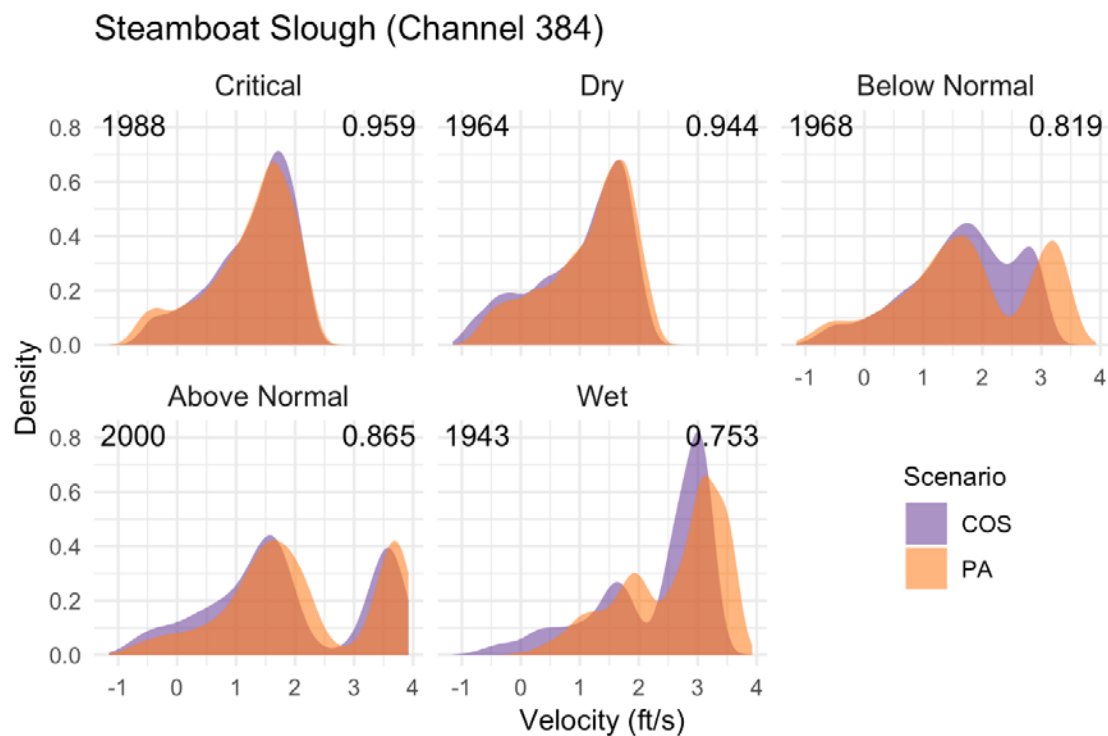 Steamboat Slough (Channel 384)
Critical
Dry
Below Normal
1988
0.959
1964
0.944
1968
0.819
0.8
0.6
0.4
0.2
0.0
-1 0 1 2 3 4
Density
Above Normal
Wet
2000
0.865
1943
0.753
0.8
0.6
0.4
0.2
0.0
-1 0 1 2 3 4
-1 0 1 2 3 4
Velocity (ft/s)
Scenario
COS
PA